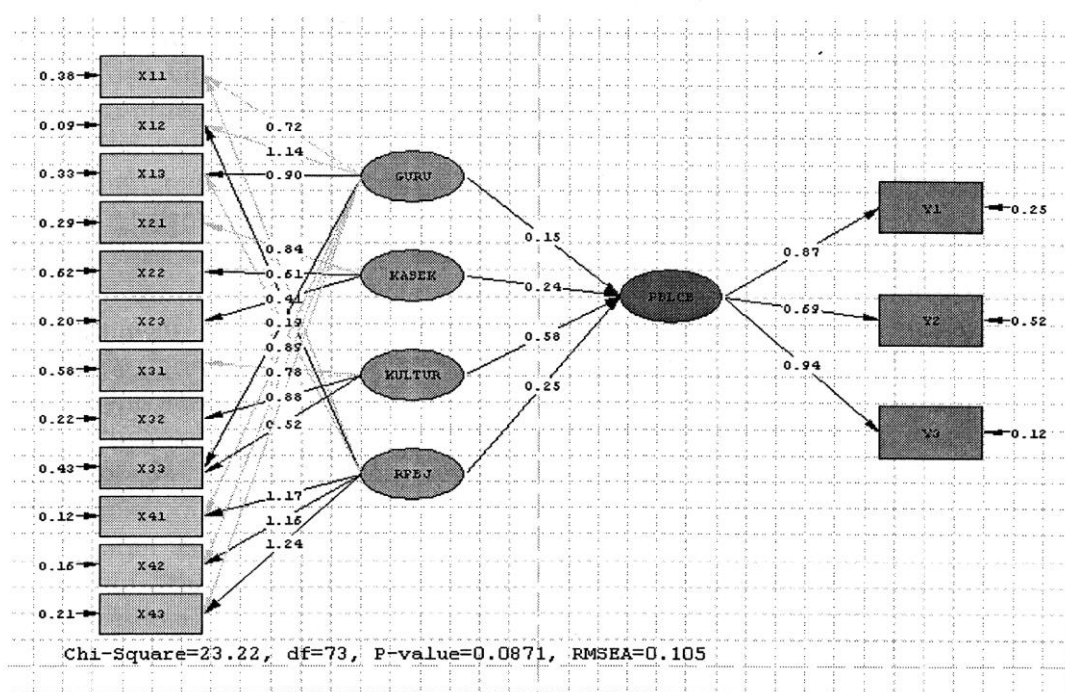 0.38 X11
0.09 X12
0.33 X13
0.29 X21
0.62 X22
0.20 X23
0.58 X31
0.22 X32
0.43 X33
0.12 X41
0.16 X42
0.21 X43
0.72
1.14
0.90
0.84
0.61
0.41
0.19
0.78
0.88
0.52
1.17
1.24
GURU
KASEK
MULTUR
0.15
0.24
0.58
0.25
0.87
0.69
0.94
Y1 0.25
Y2 0.52
Y3 0.12
Chi-Square=23.22, df=73, P-value=0.0871, RMSEA=0.105